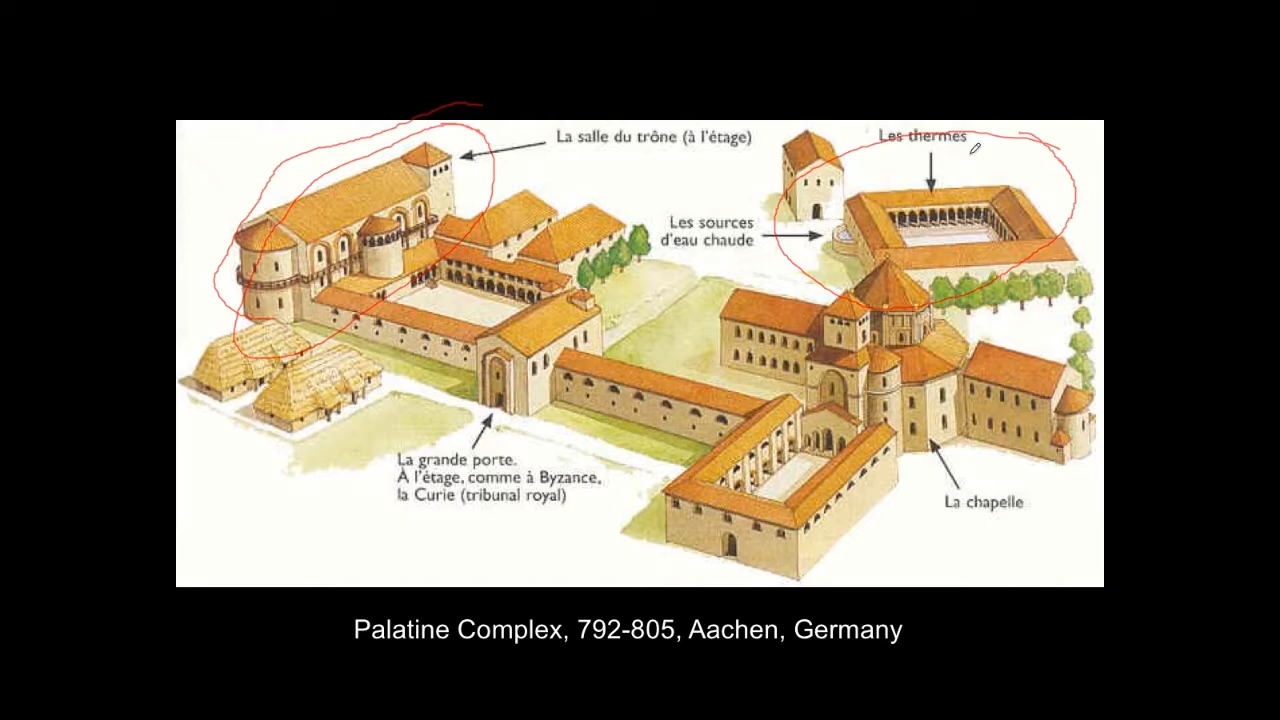 La salle du trône (à l'étage)
Les thermes
Les sources
d'eau chaude
La grande porte.
À l'étage, comme à Byzance,
la Curie (tribunal royal)
La chapelle
Palatine Complex, 792-805, Aachen, Germany